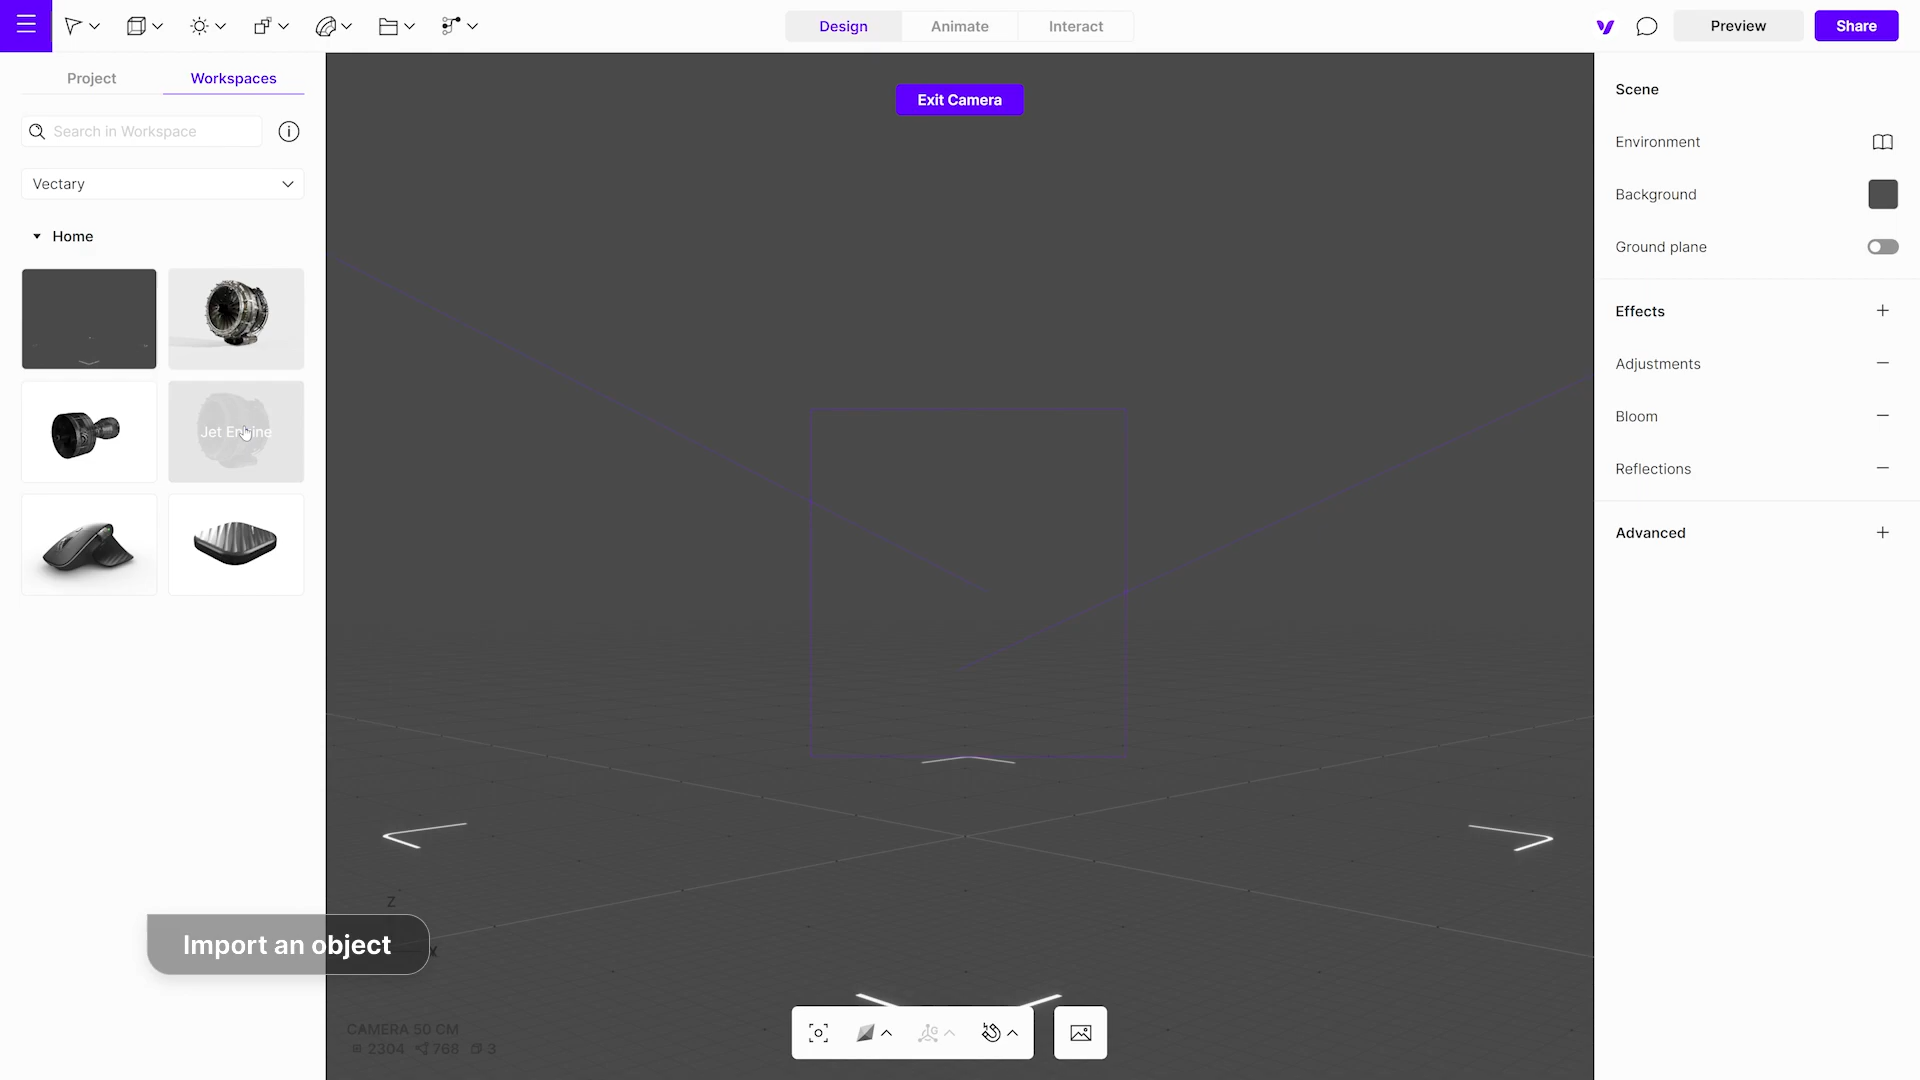 Design
Animate
Interact
Preview
Share
Project
Workspaces
Search in Workspace
Vectary
Home
Jet Engine
Exit Camera
Scene
Environment
Background
Ground plane
Effects
Adjustments
Bloom
Reflections
Advanced
Z
X
Import an object
CAMERA 50 CM
2304 768 3